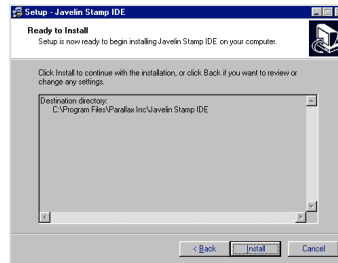 Setup - Javelin Stamp IDE
Ready to Install
Setup is now ready to begin installing Javelin Stamp IDE on your computer.
Click Install to continue with the installation, or click Back if you want to review or
change any settings.
Destination directory:
C:\Program Files\Parallax Inc\Javelin Stamp IDE
< Back
Install
Cancel